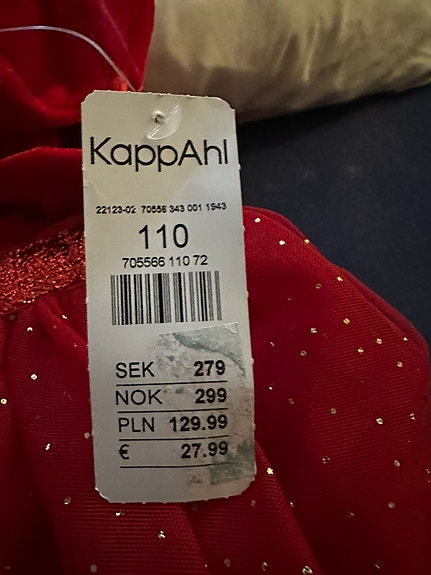 KappAhl
22123-02 70556 343 001 1943
110
705566 110 72
SEK 279
NOK 299
PLN 129.99
€ 27.99